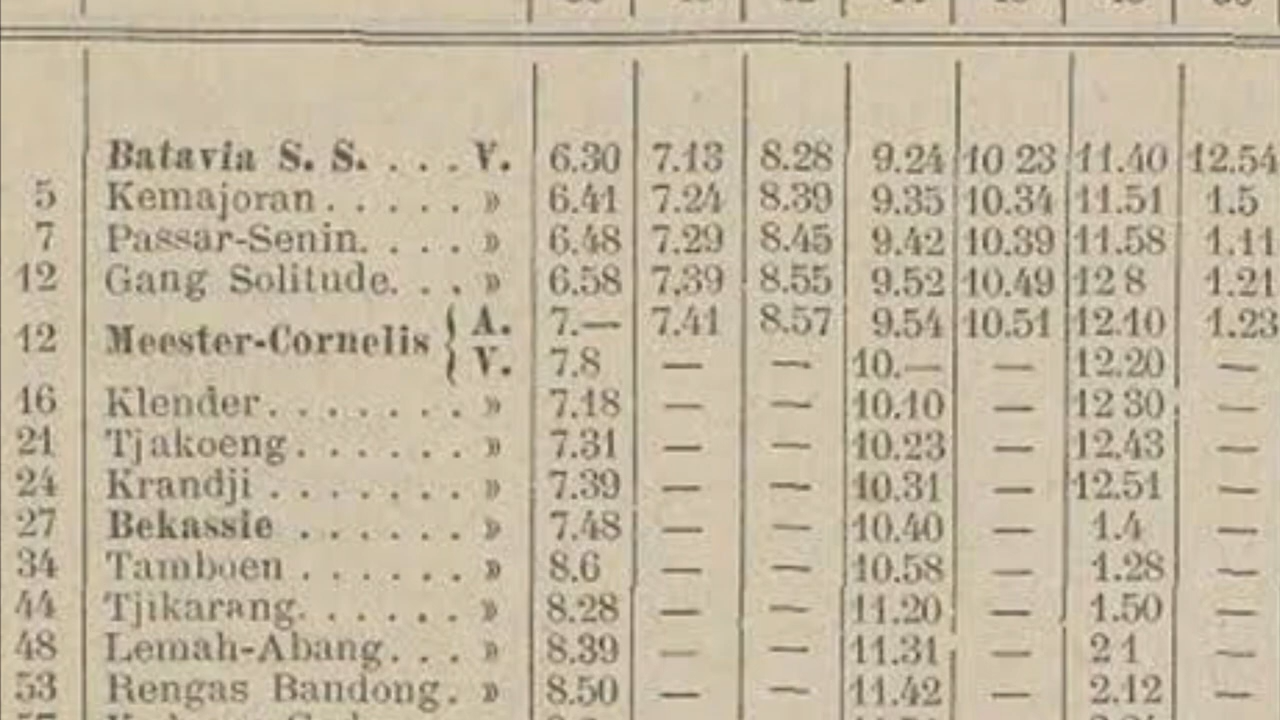 Batavia S. S. . . . V. 6.30 7.13 8.28 9.24 10 23 11.40 12.54
5 Kemajoran . . . . . » 6.41 7.24 8.39 9.35 10.34 11.51 1.5
7 Passar-Senin. . . . » 6.48 7.29 8.45 9.42 10.39 11.58 1.11
12 Gang Solitude. . . » 6.58 7.39 8.55 9.52 10.49 12 8 1.21
12 Meester-Cornelis { A. 7.— 7.41 8.57 9.54 10.51 12.10 1.23
} V. 7.8 — — 10.— — 12.20 —
16 Klender . . . . . . . » 7.18 — — 10.10 — 12 30 —
21 Tjakoeng . . . . . . » 7.31 — — 10.23 — 12.43 —
24 Krandji . . . . . . . » 7.39 — — 10.31 — 12.51 —
27 Bekassie . . . . . . » 7.48 — — 10.40 — 1.4 —
34 Tamboen . . . . . . » 8.6 — — 10.58 — 1.28 —
44 Tjikarang. . . . . . » 8.28 — — 11.20 — 1.50 —
48 Lemah-Abang. . . » 8.39 — — 11.31 — 2 1 —
53 Rengas Bandong. » 8.50 — — 11.42 — 2.12 —